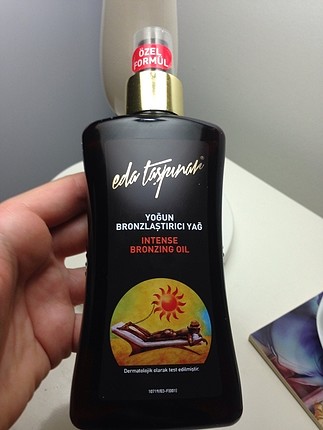 ÖZEL
FORMÜL
eda taşpınar®
YOĞUN
BRONZLAŞTIRICI YAĞ
INTENSE
BRONZING OIL
Dermatolojik olarak test edilmiştir.